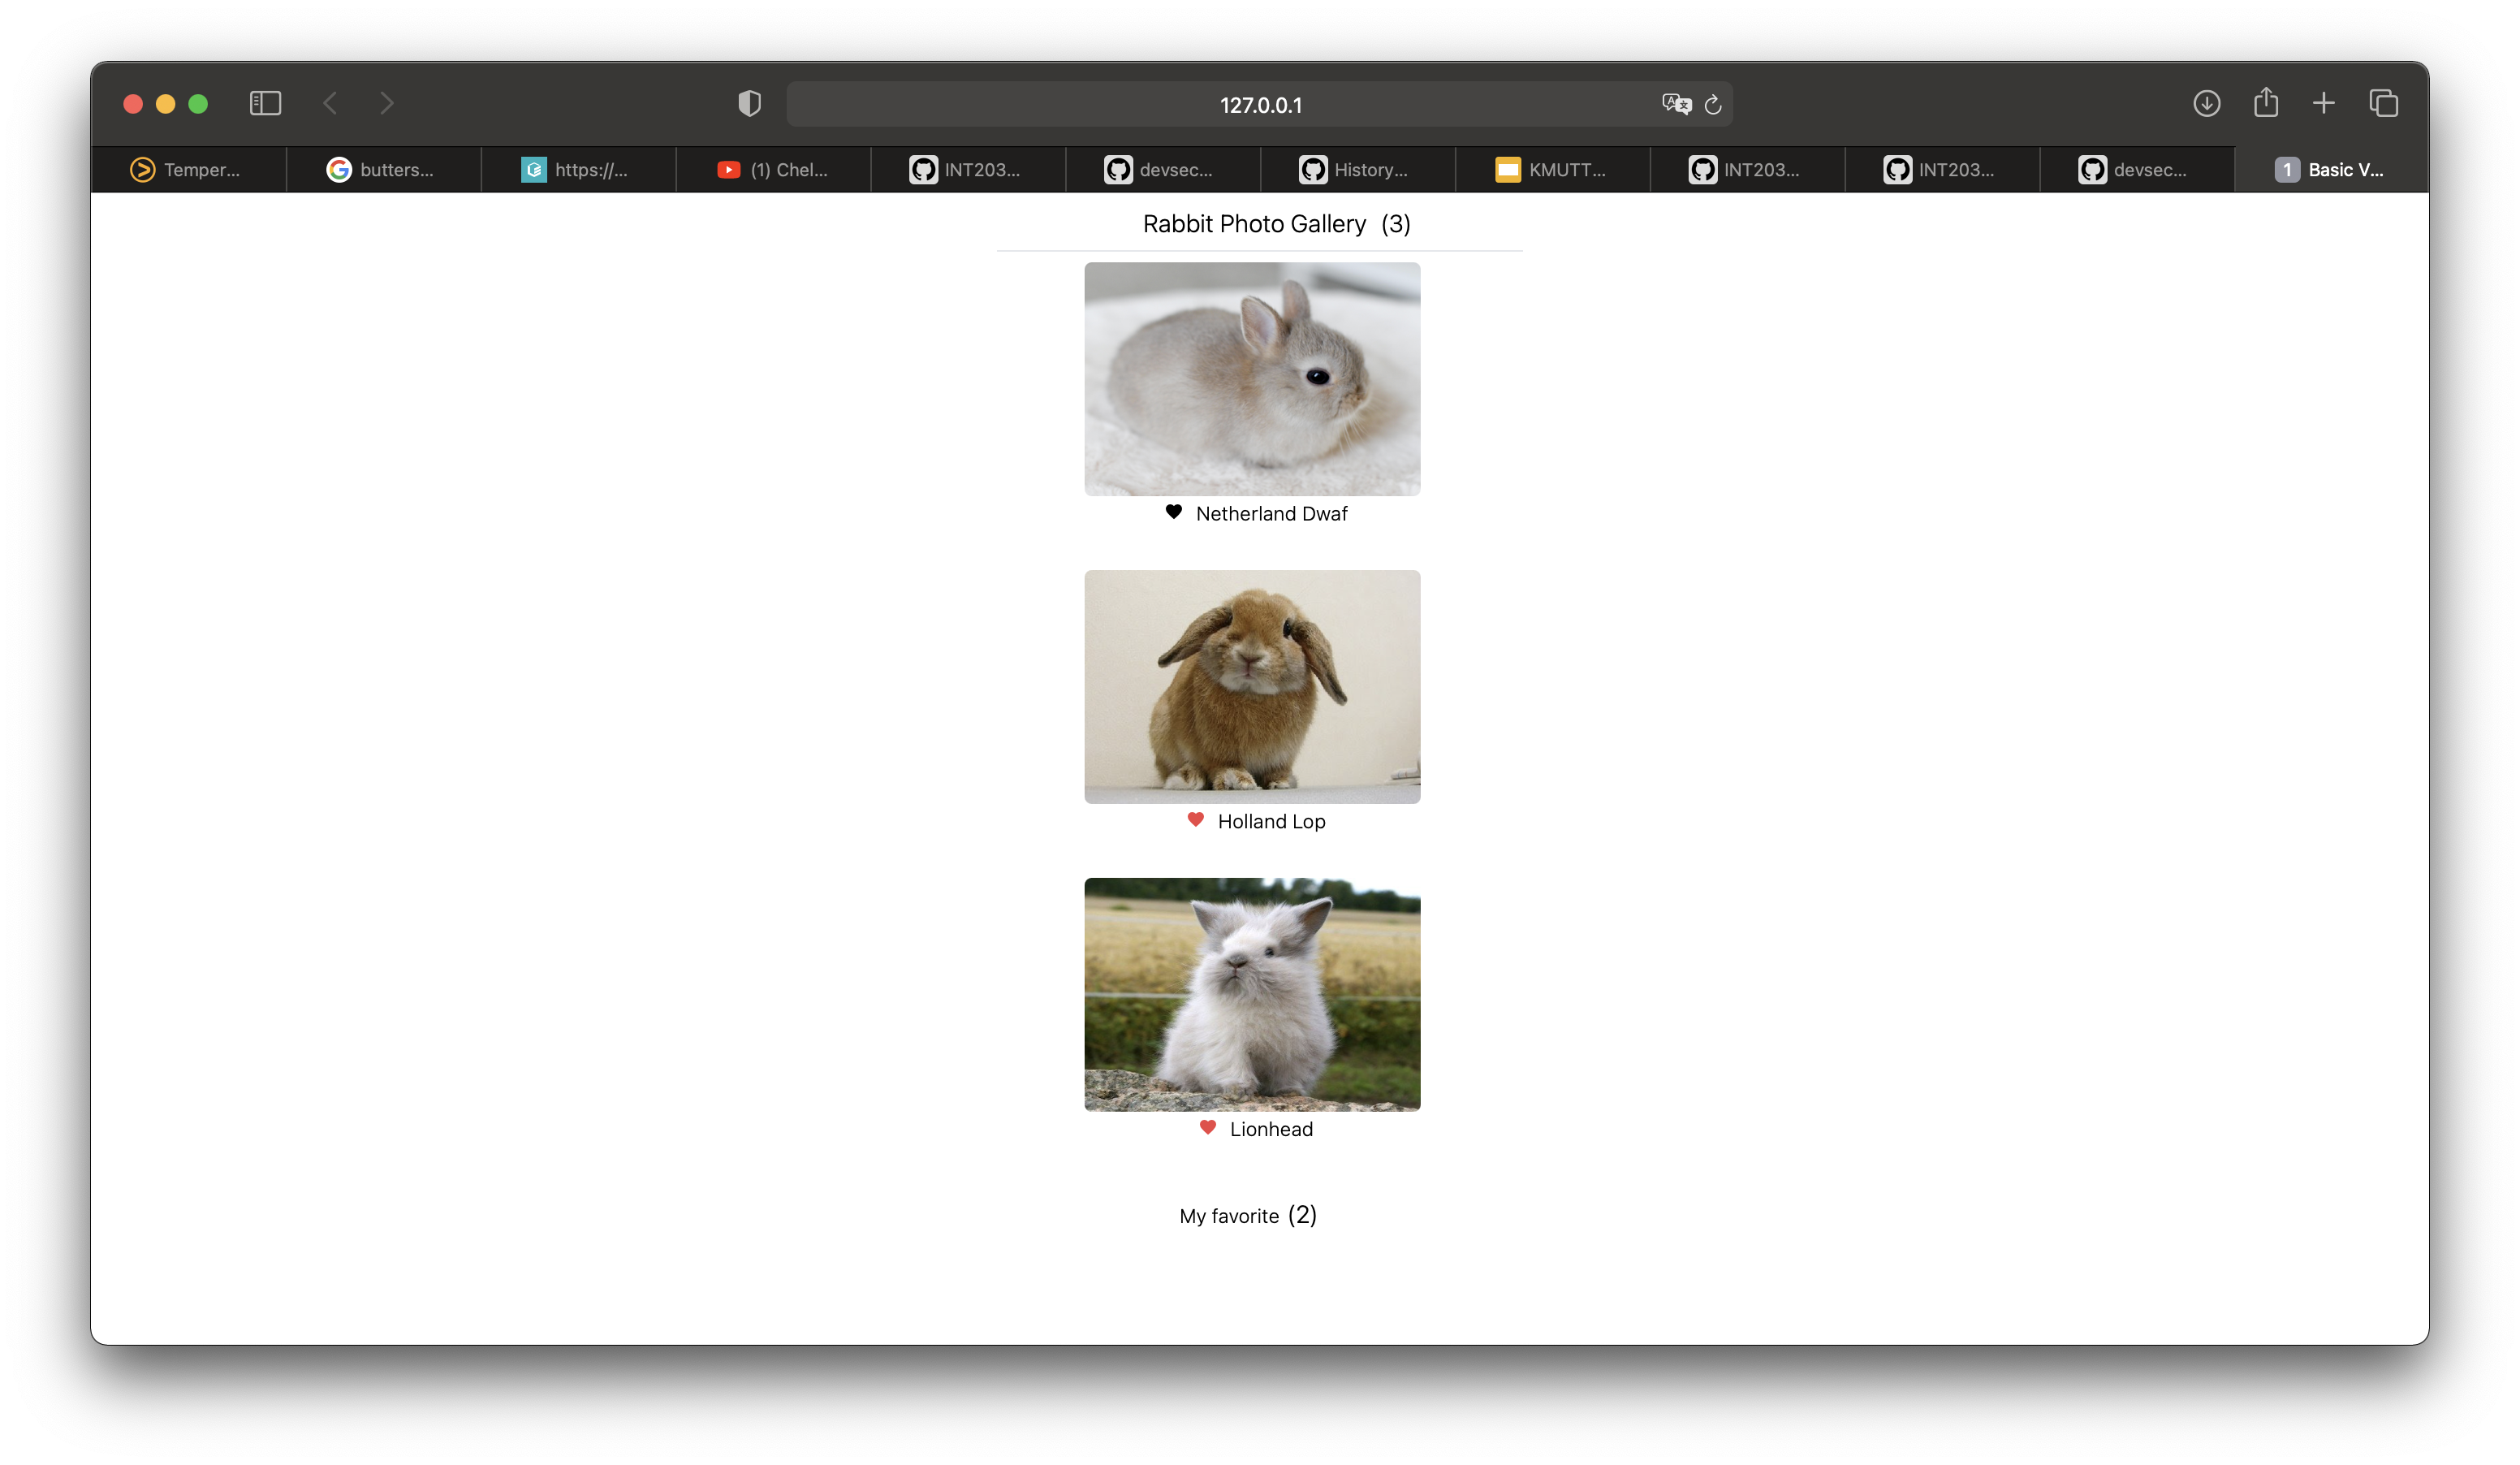 127.0.0.1
Temper... butters... https://... (1) Chel... INT203... devsec... History... KMUTT... INT203... INT203... devsec... 1 Basic V...
Rabbit Photo Gallery (3)
Netherland Dwaf
Holland Lop
Lionhead
My favorite (2)